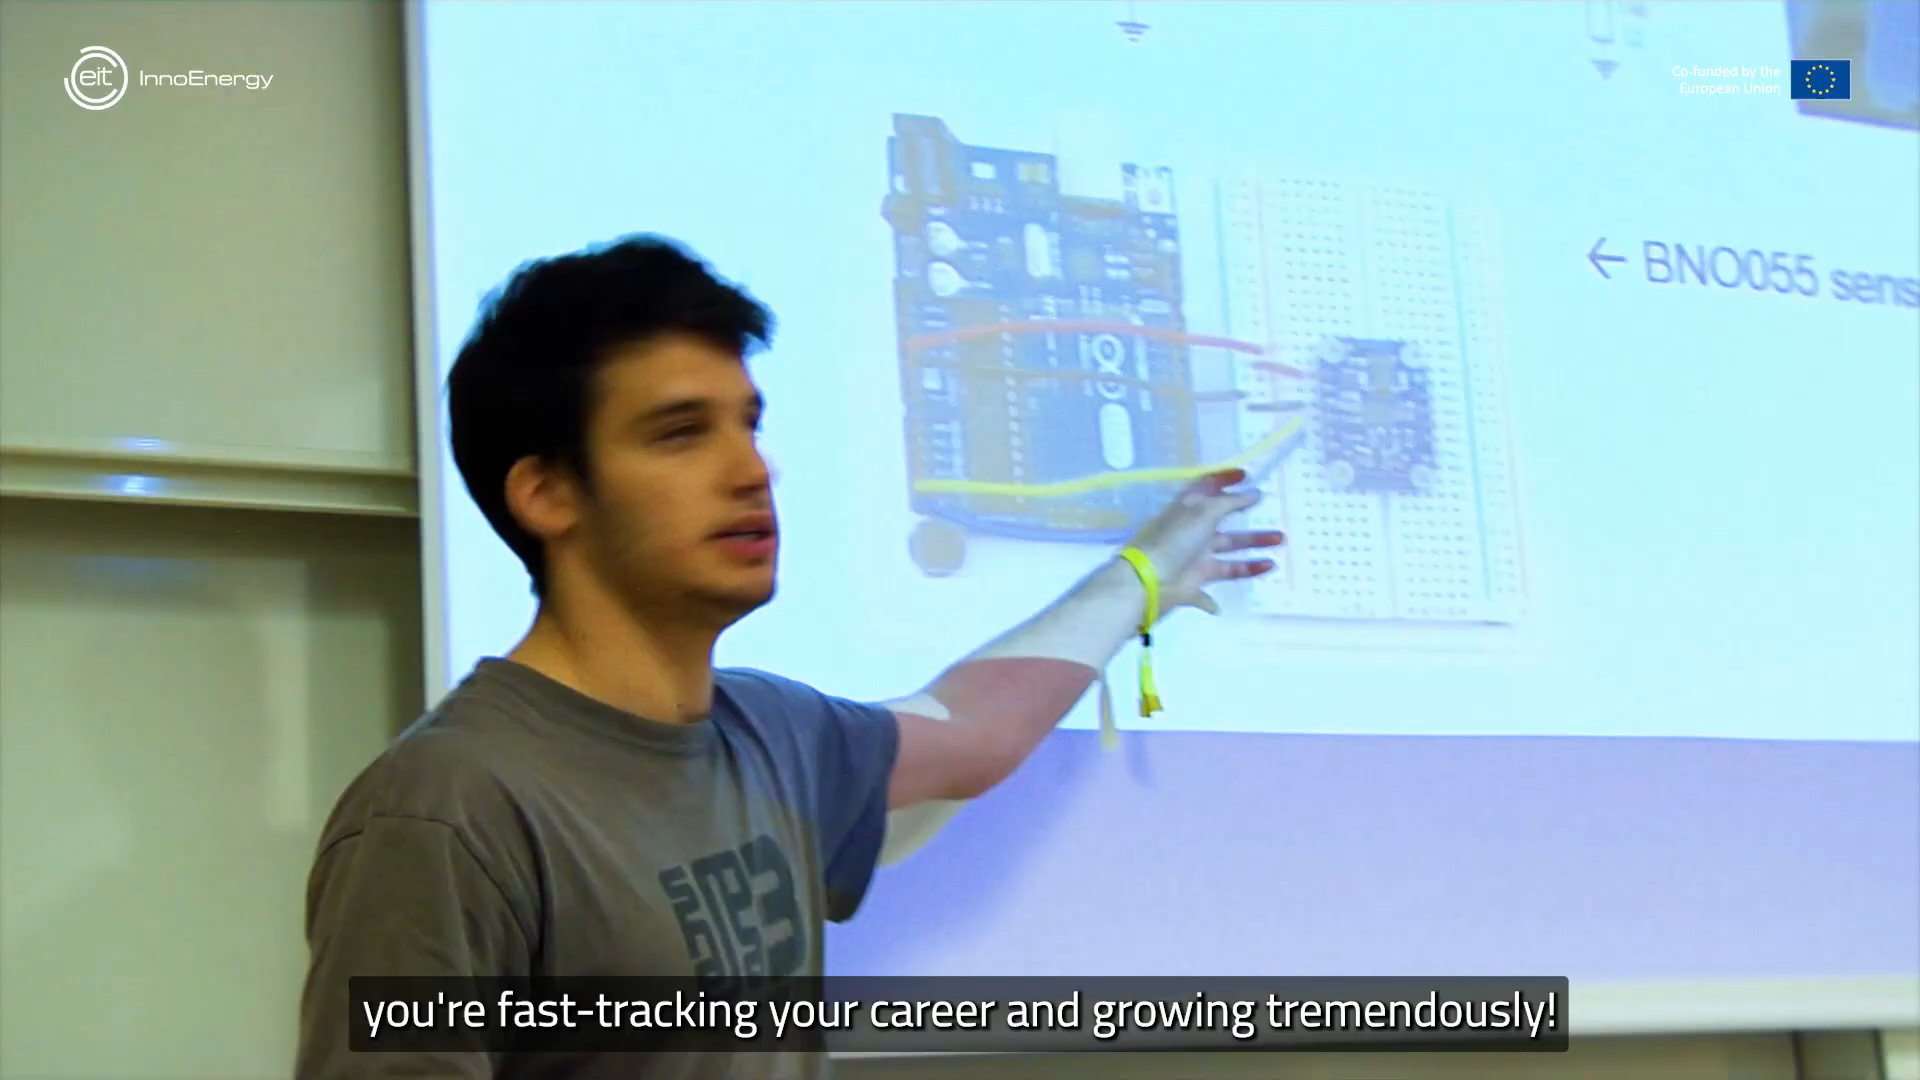 eit InnoEnergy
Co-funded by the
European Union
← BNO055 sens
you're fast-tracking your career and growing tremendously!